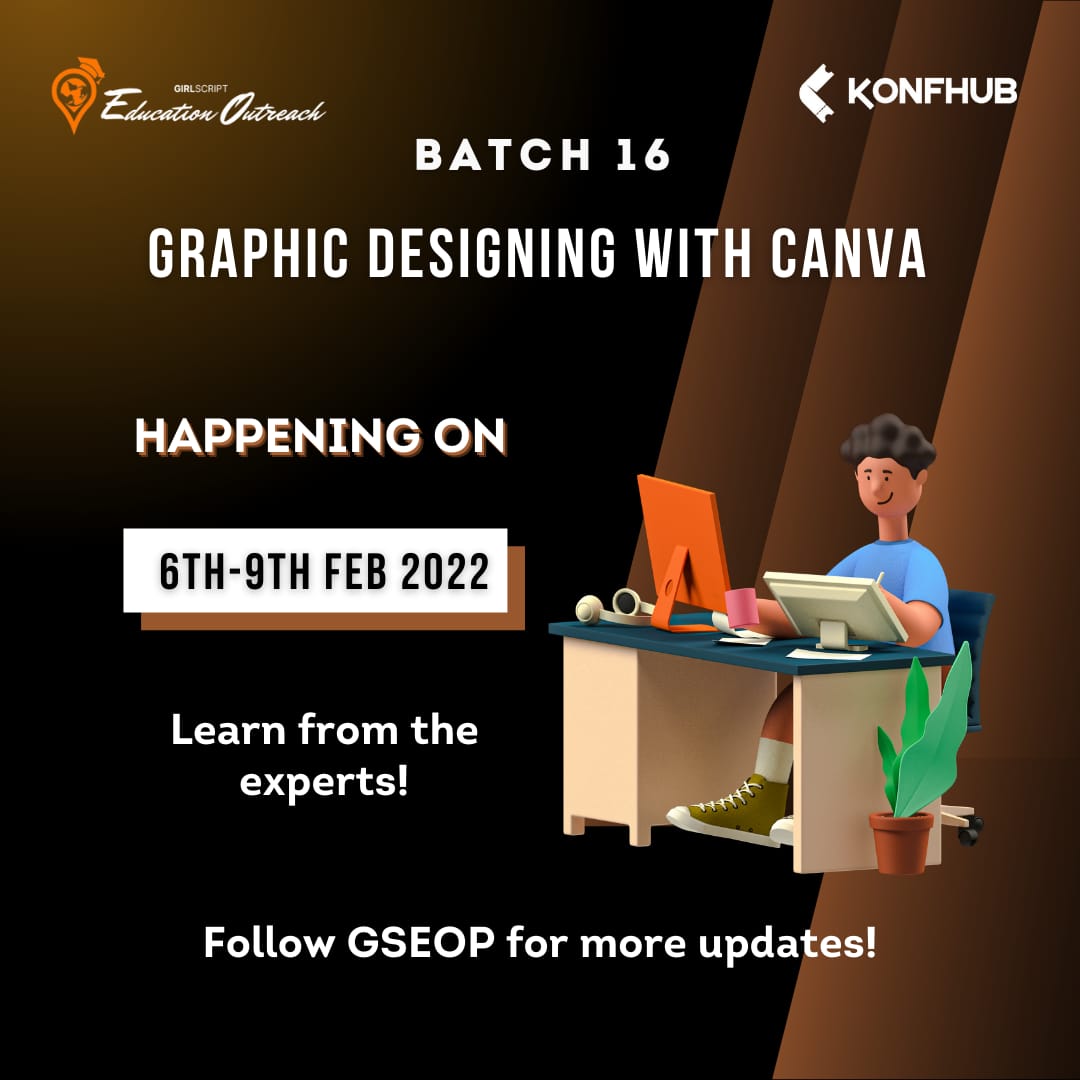 GIRLSCRIPT
Education Outreach
KONFHUB
BATCH 16
GRAPHIC DESIGNING WITH CANVA
HAPPENING ON
6TH-9TH FEB 2022
Learn from the
experts!
Follow GSEOP for more updates!